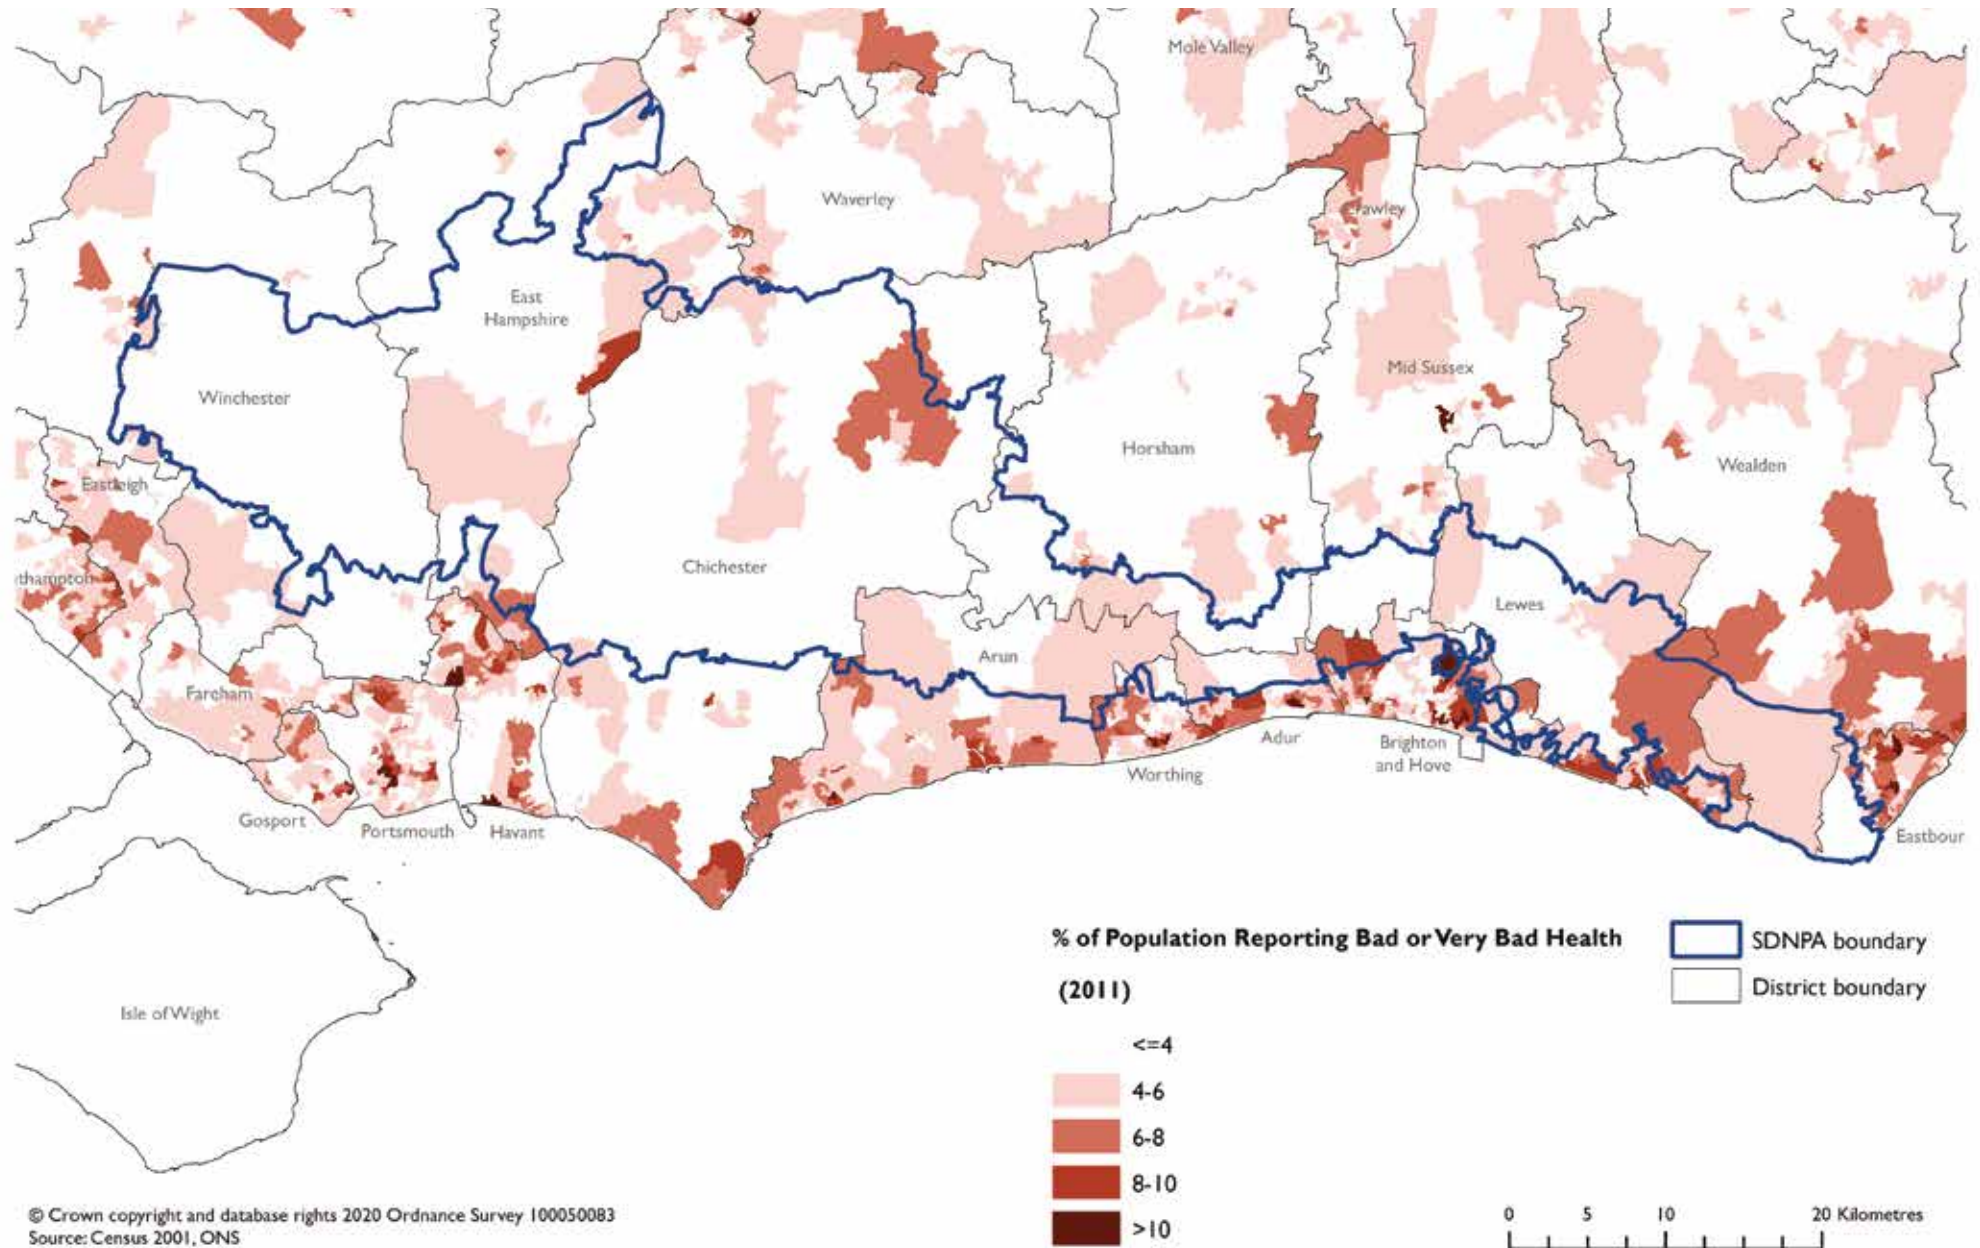 Mole Valley
Waverley
Crawley
East
Hampshire
Winchester
Mid Sussex
Horsham
Wealden
Eastleigh
Chichester
thampton
Lewes
Arun
Fareham
Adur
Brighton
and Hove
Worthing
Gosport
Portsmouth
Havant
Eastbour
Isle of Wight
% of Population Reporting Bad or Very Bad Health
(2011)
<=4
4-6
6-8
8-10
>10
SDNPA boundary
District boundary
0 5 10 20 Kilometres
© Crown copyright and database rights 2020 Ordnance Survey 100050083
Source: Census 2001, ONS